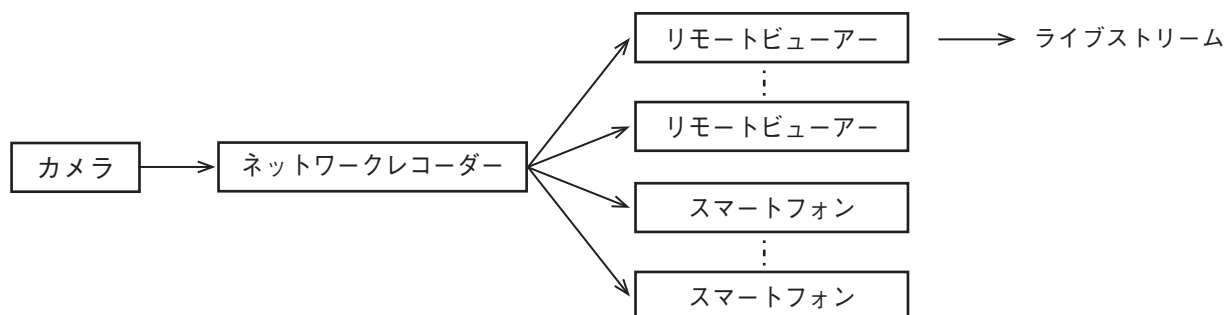 リモートビューアー
ライブストリーム
リモートビューアー
カメラ
ネットワークレコーダー
スマートフォン
スマートフォン